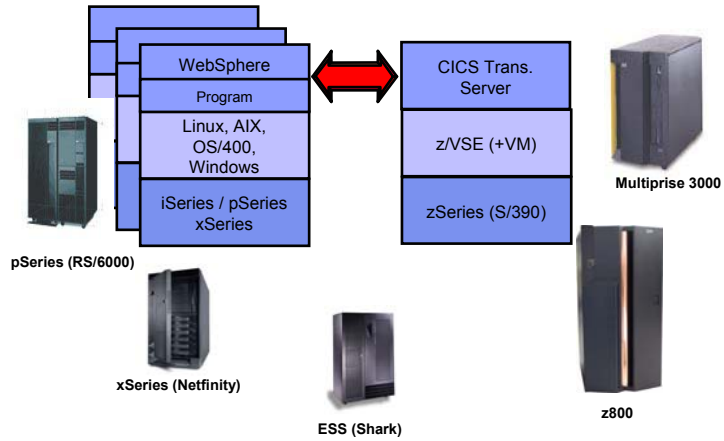 WebSphere
Program
Linux, AIX,
OS/400,
Windows
iSeries / pSeries
xSeries
CICS Trans.
Server
z/VSE (+VM)
zSeries (S/390)
Multiprise 3000
pSeries (RS/6000)
xSeries (Netfinity)
ESS (Shark)
z800